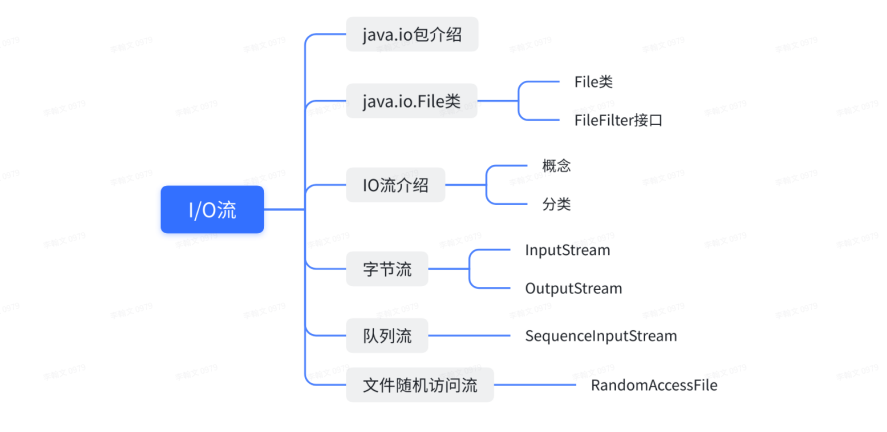 java.io包介绍
java.io.File类
File类
FileFilter接口
IO流介绍
概念
分类
I/O流
字节流
InputStream
OutputStream
队列流
SequenceInputStream
文件随机访问流
RandomAccessFile